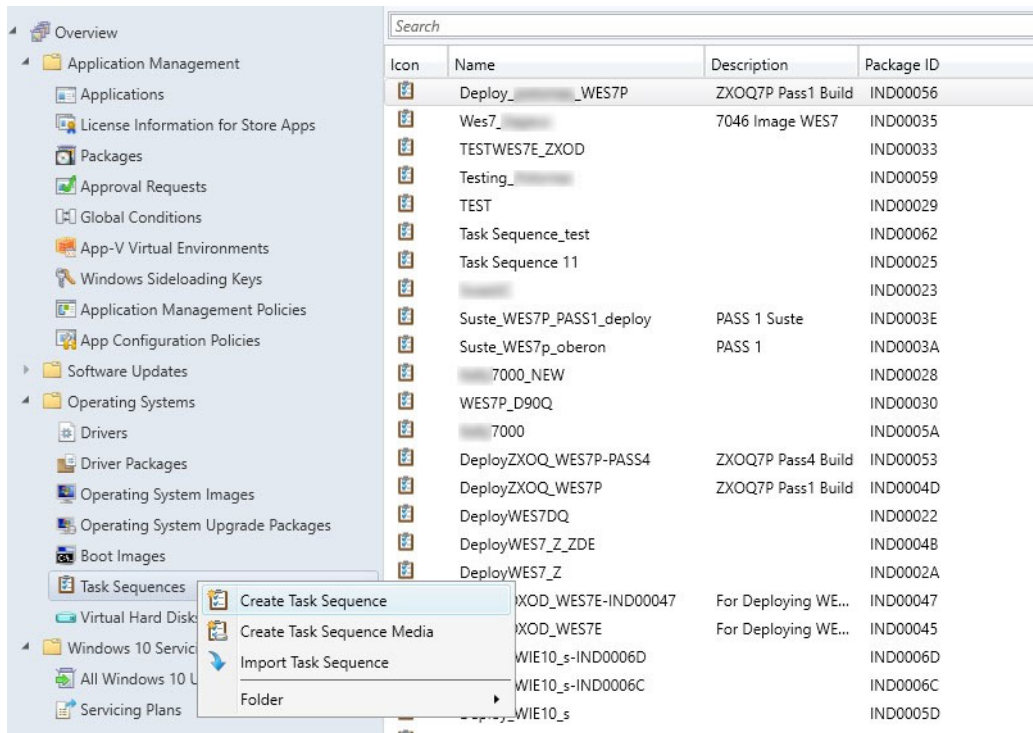 Overview
Application Management
Applications
License Information for Store Apps
Packages
Approval Requests
Global Conditions
App-V Virtual Environments
Windows Sideloading Keys
Application Management Policies
App Configuration Policies
Software Updates
Operating Systems
Drivers
Driver Packages
Operating System Images
Operating System Upgrade Packages
Boot Images
Task Sequences
Virtual Hard
Windows 10
All Windows 10
Servicing Plans
Create Task Sequence
Create Task Sequence Media
Import Task Sequence
Folder
Search
Icon Name Description Package ID
Deploy_ _WES7P ZXOQ7P Pass1 Build IND00056
Wes7_ 7046 Image WES7 IND00035
TESTWES7E_ZXOD IND00033
Testing_ IND00059
TEST IND00029
Task Sequence_test IND00062
Task Sequence 11 IND00025
IND00023
Suste_WES7P_PASS1_deploy PASS 1 Suste IND0003E
Suste_WES7p_oberon PASS 1 IND0003A
7000_NEW IND00028
WES7P_D90Q IND00030
7000 IND0005A
DeployZXOQ_WES7P-PASS4 ZXOQ7P Pass4 Build IND00053
DeployZXOQ_WES7P ZXOQ7P Pass1 Build IND0004D
DeployWES7DQ IND00022
DeployWES7_Z_ZDE IND0004B
DeployWES7_Z IND0002A
XOD_WES7E-IND00047 For Deploying WE... IND00047
XOD_WES7E For Deploying WE... IND00045
WIE10_s-IND0006D IND0006D
WIE10_s-IND0006C IND0006C
WIE10_s IND0005D